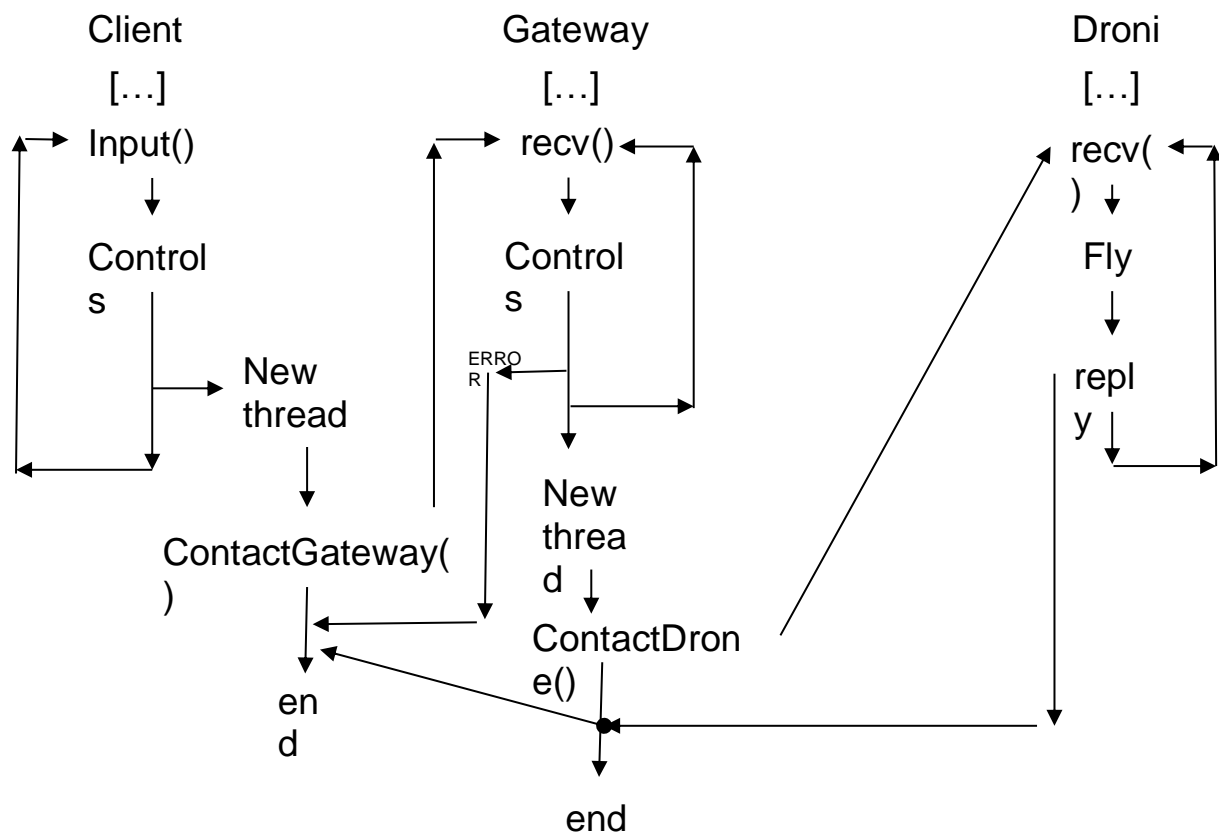 Client
[…]
Input()
Control
s
New
thread
ContactGateway(
)
en
d
Gateway
[…]
recv()
Control
s
ERRO
R
New
threa
d
ContactDron
e()
end
Droni
[…]
recv(
)
Fly
repl
y